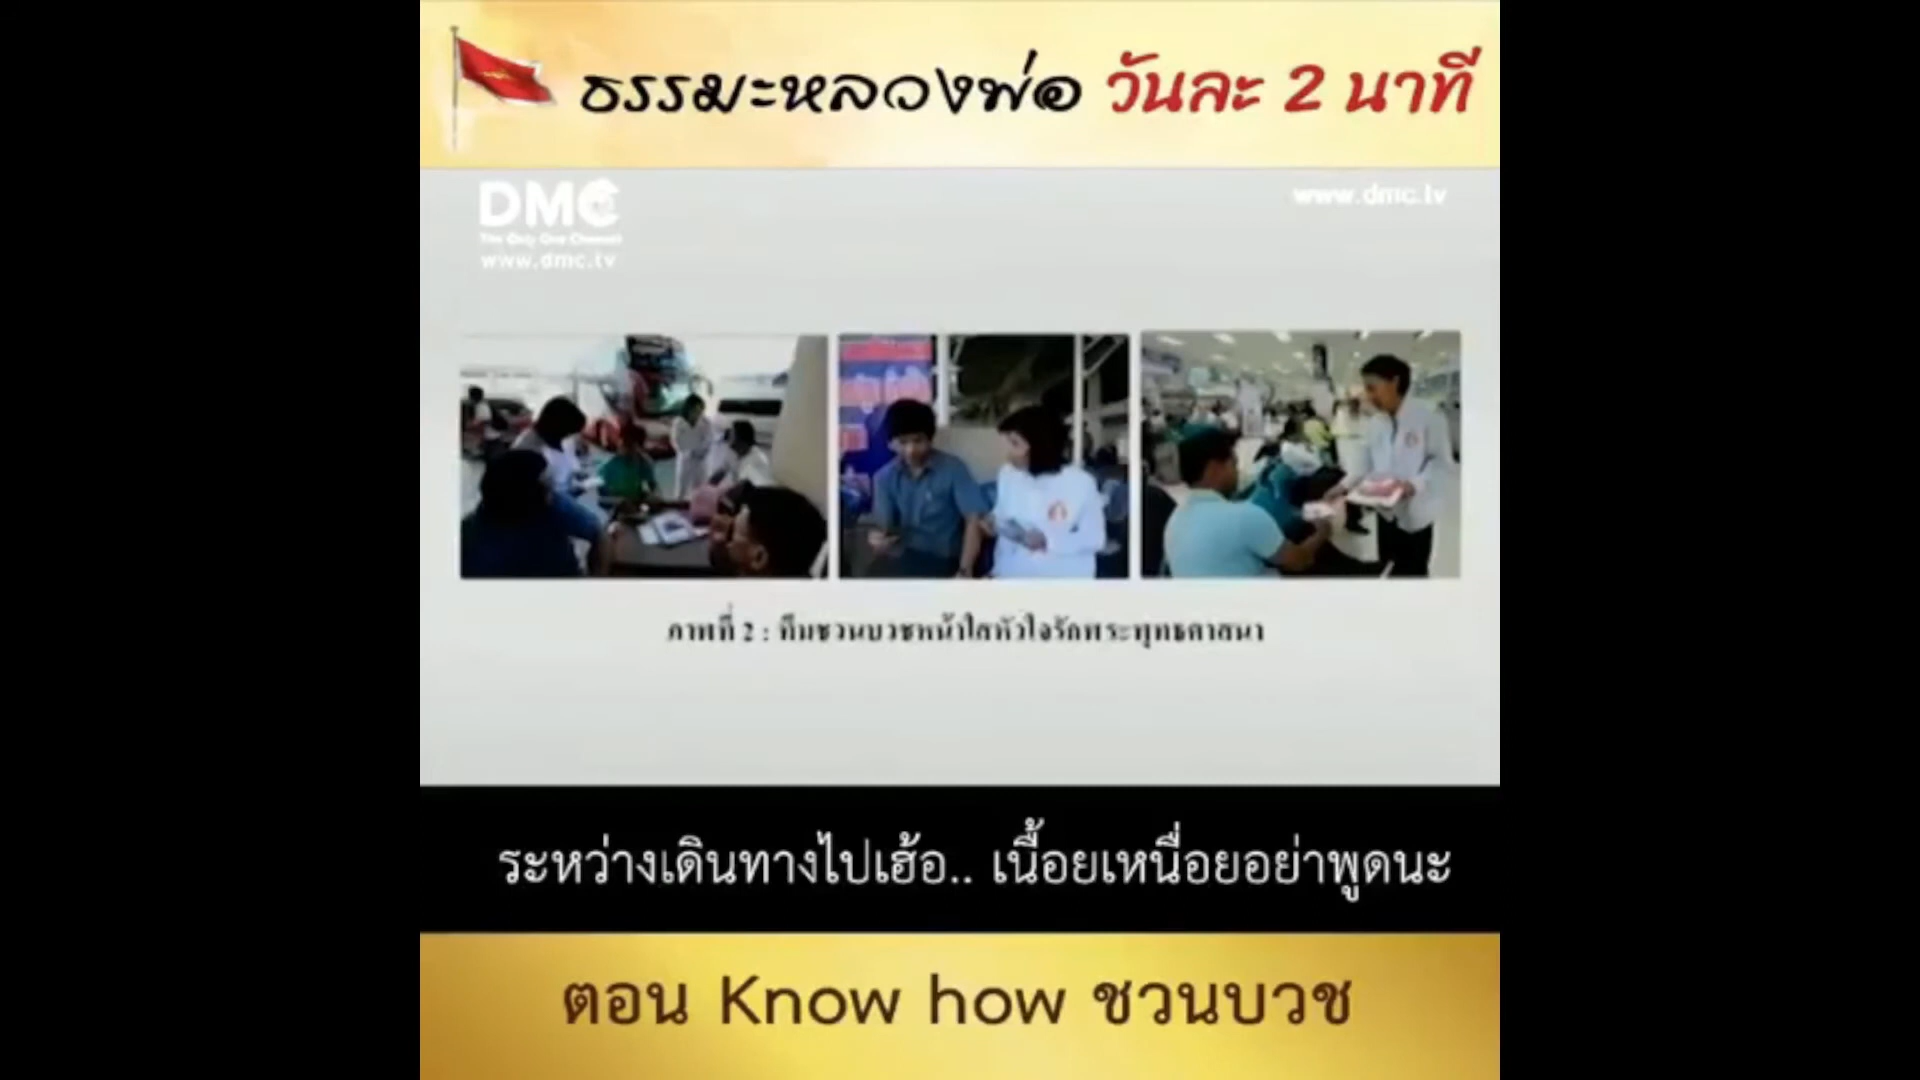 ธรรมะหลวงพ่อ วันละ 2 นาที
DMC
The Only One Channel
www.dmc.tv
www.dmc.tv
ภาพที่ 2 : ทีมชวนบวชหน้าใสหัวใจรักพระพุทธศาสนา
ระหว่างเดินทางไปเฮ้อ.. เนื้อยเหนื่อยอย่าพูดนะ
ตอน Know how ชวนบวช